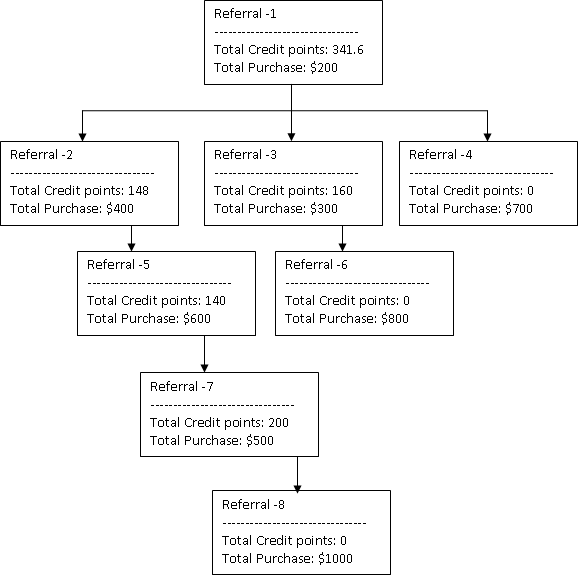 Referral -1
-------------------------------
Total Credit points: 341.6
Total Purchase: $200
Referral -2
-------------------------------
Total Credit points: 148
Total Purchase: $400
Referral -3
-------------------------------
Total Credit points: 160
Total Purchase: $300
Referral -4
-------------------------------
Total Credit points: 0
Total Purchase: $700
Referral -5
-------------------------------
Total Credit points: 140
Total Purchase: $600
Referral -6
-------------------------------
Total Credit points: 0
Total Purchase: $800
Referral -7
-------------------------------
Total Credit points: 200
Total Purchase: $500
Referral -8
-------------------------------
Total Credit points: 0
Total Purchase: $1000